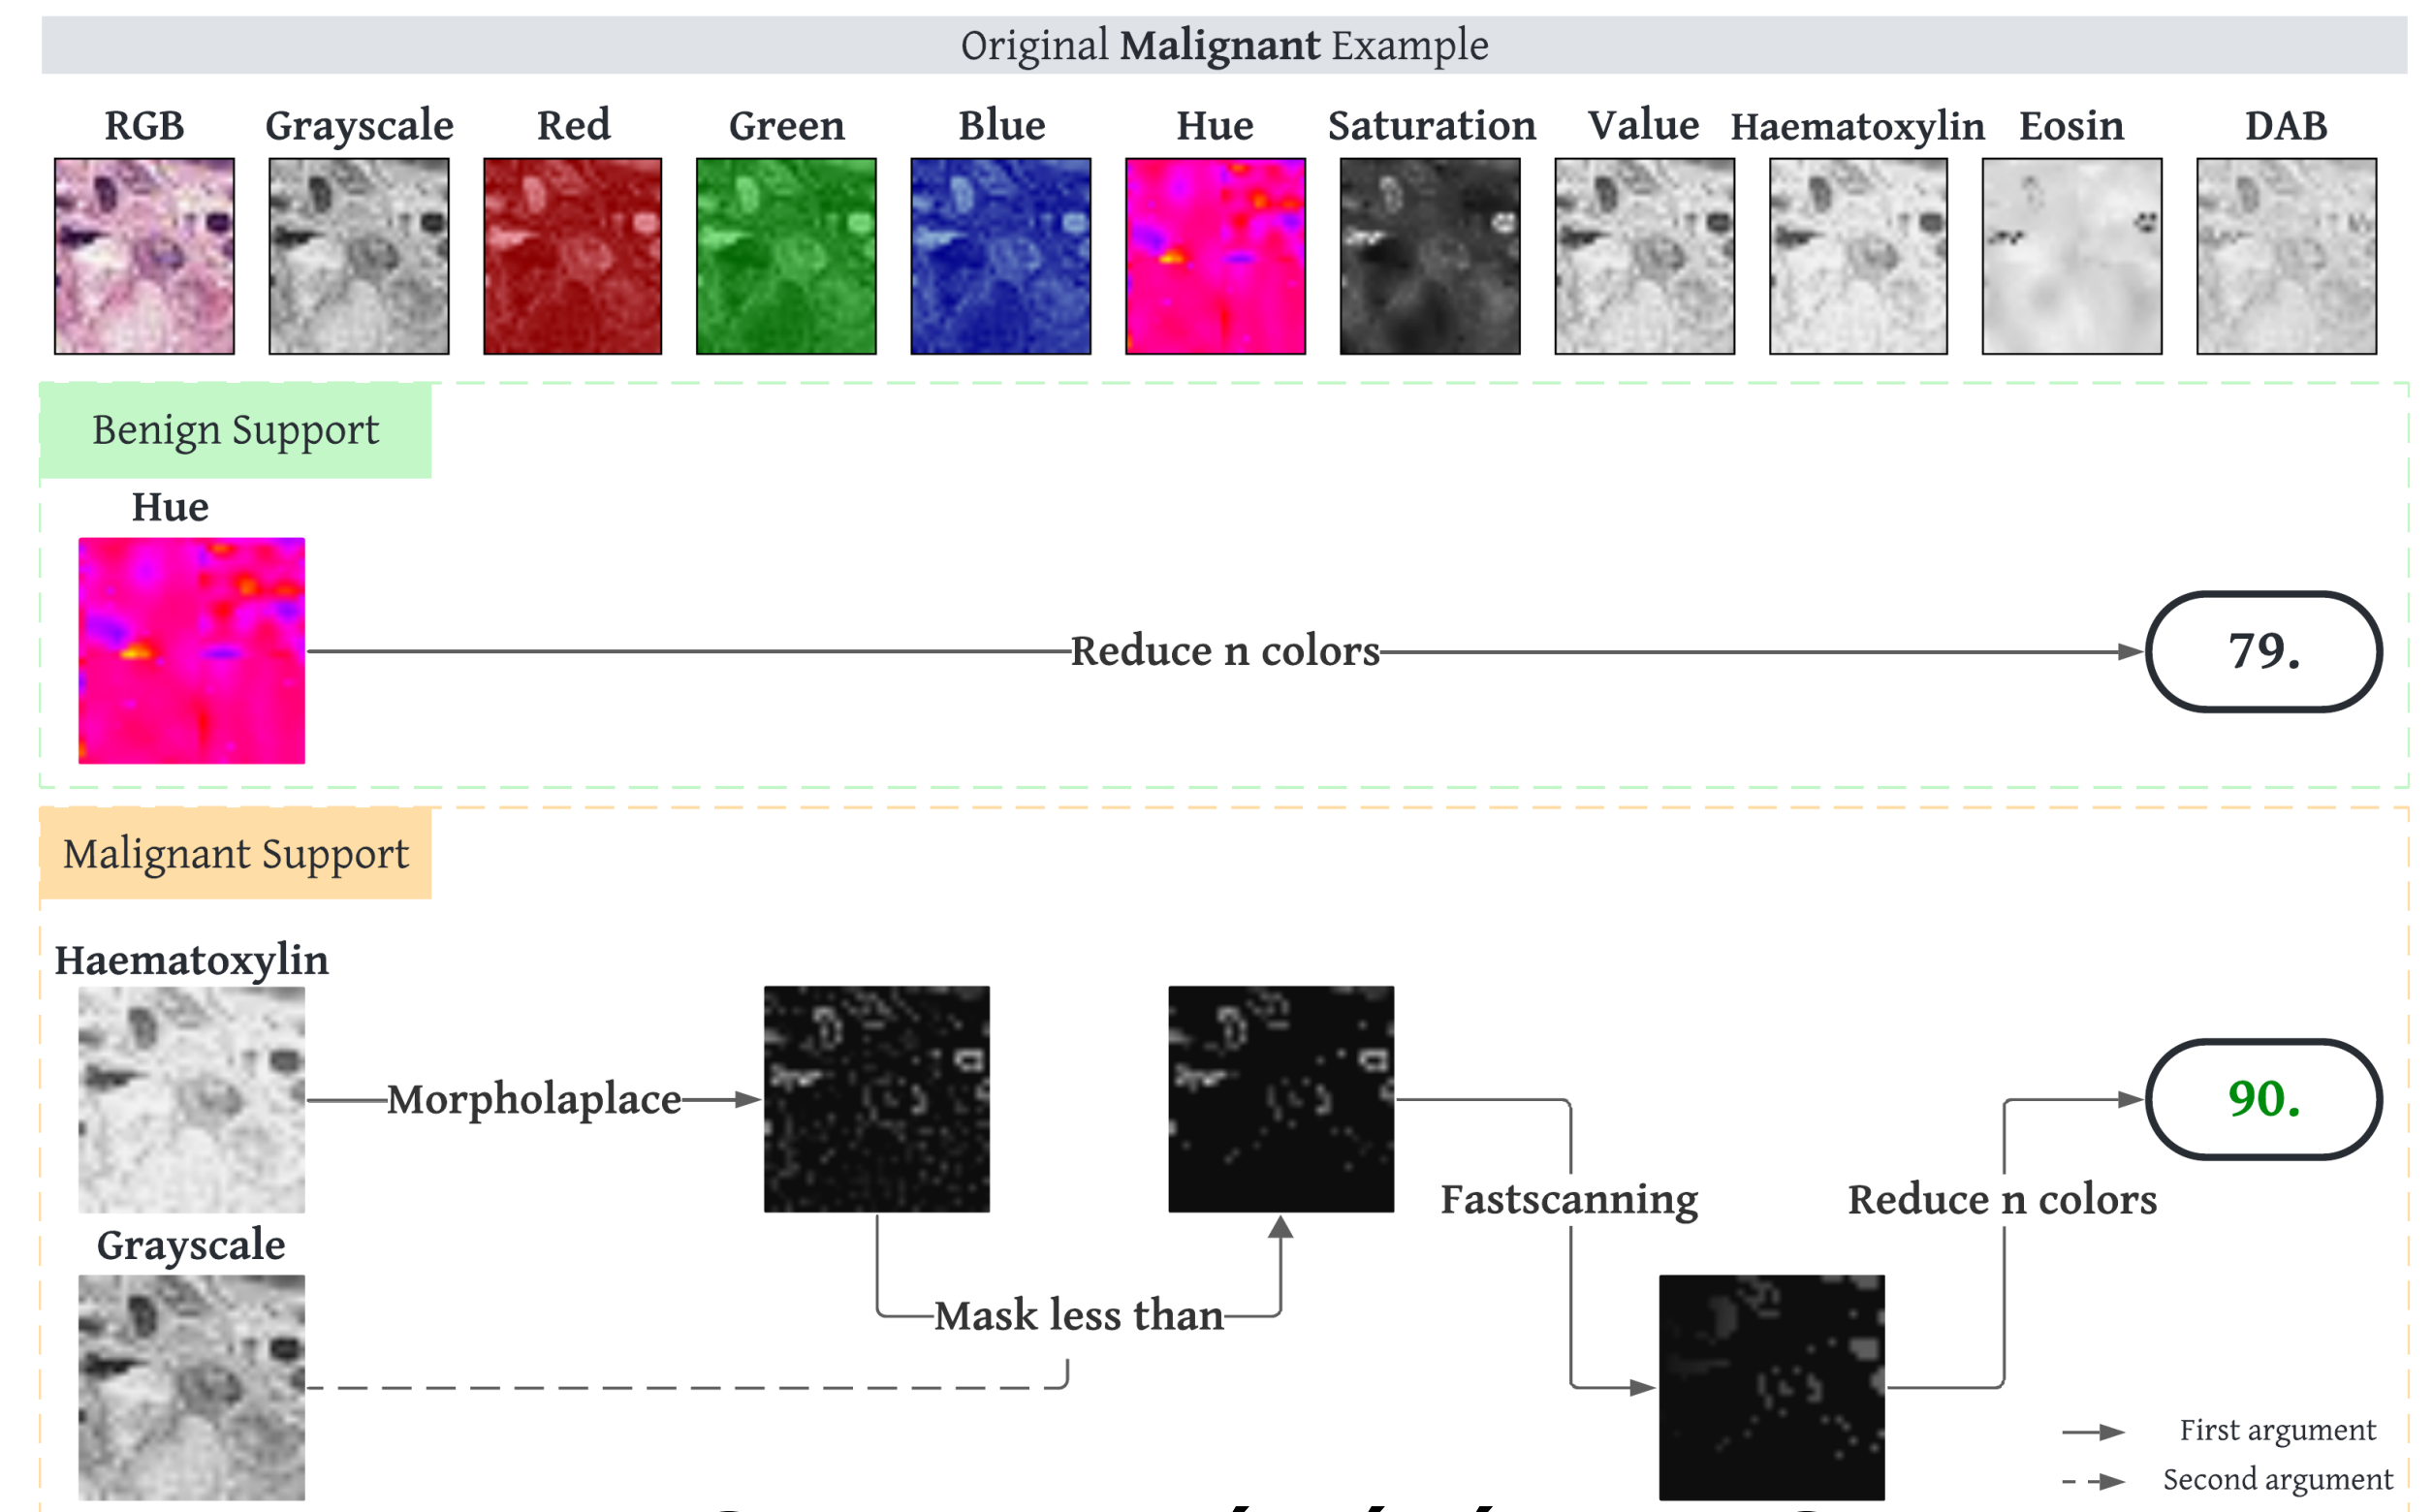 Original Malignant Example
RGB Grayscale Red Green Blue Hue Saturation Value Haematoxylin Eosin DAB
Benign Support
Hue
Reduce n colors
79.
Malignant Support
Haematoxylin
Morpholaplace
90.
Fastscanning
Reduce n colors
Grayscale
Mask less than
First argument
Second argument